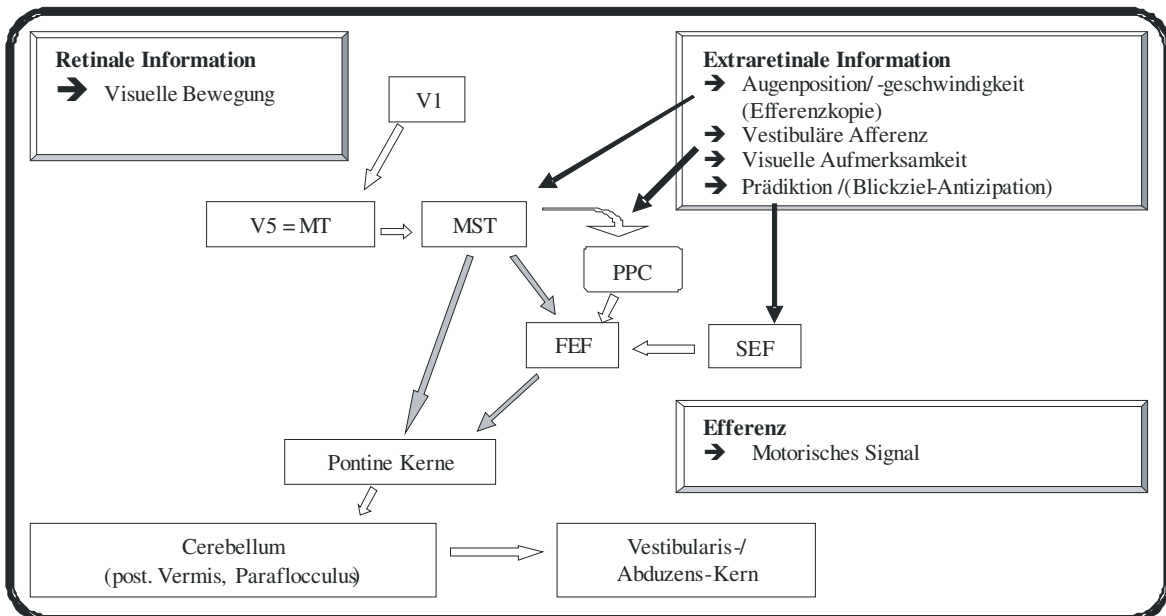 Retinale Information
➔ Visuelle Bewegung
Extraretinale Information
➔ Augenposition/ -geschwindigkeit
(Efferenzkopie)
➔ Vestibuläre Afferenz
➔ Visuelle Aufmerksamkeit
➔ Prädiktion /(Blickziel-Antizipation)
V1
V5 = MT
MST
PPC
FEF
SEF
Efferenz
➔ Motorisches Signal
Pontine Kerne
Cerebellum
(post. Vermis, Paraflocculus)
Vestibularis-/
Abduzens-Kern